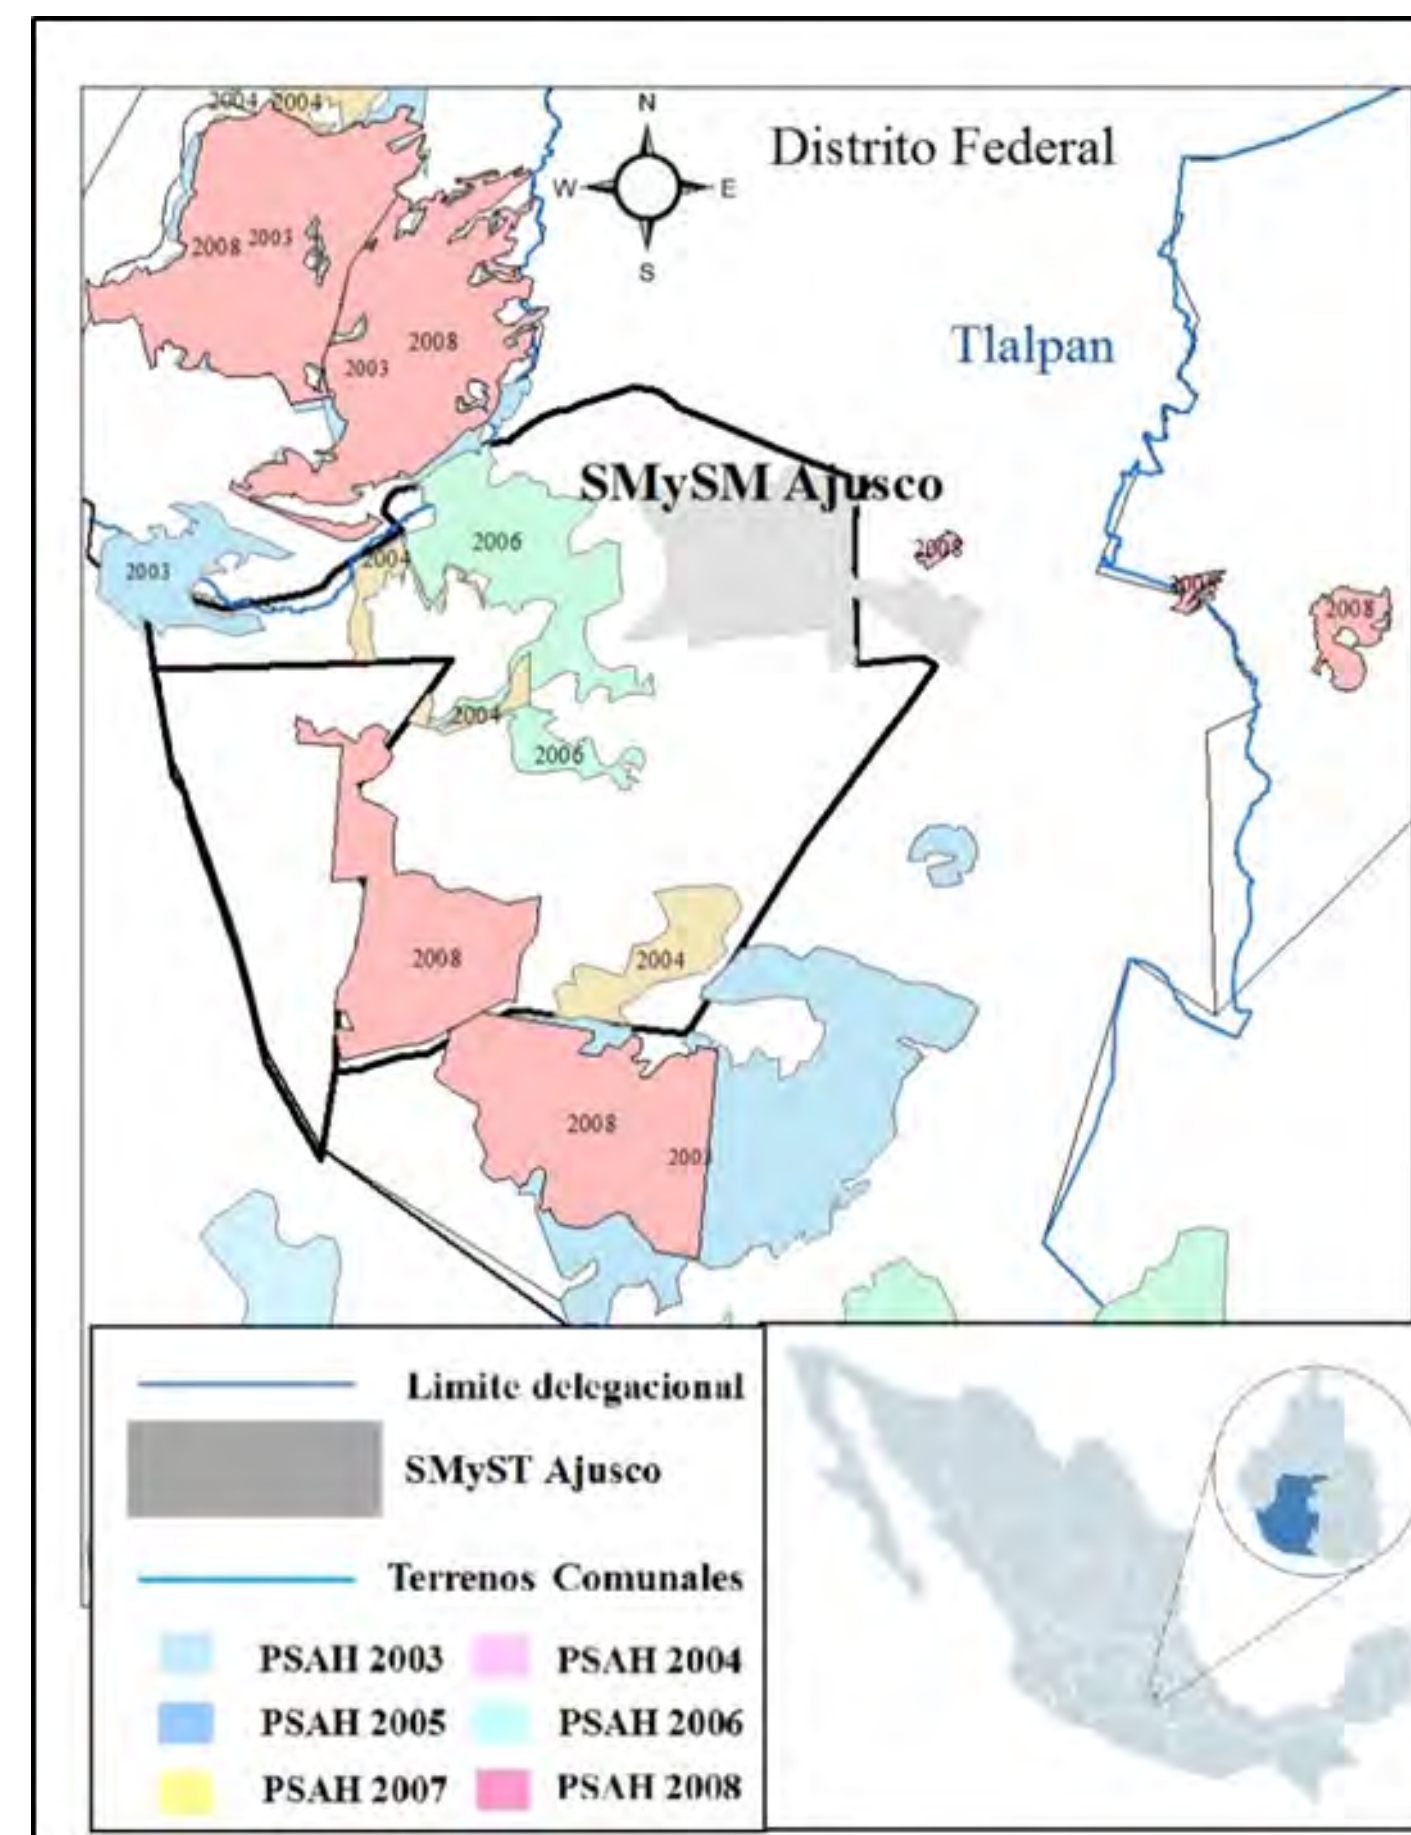 2004 2004
N
Distrito Federal
W E
2008 2003
S
2008
Tlalpan
2003
SMySM Ajusco
2006
2008
2004
2003
2008
2004
2006
2008
2004
2008
2003
Limite delegacional
SMyST Ajusco
Terrenos Comunales
PSAH 2003 PSAH 2004
PSAH 2005 PSAH 2006
PSAH 2007 PSAH 2008